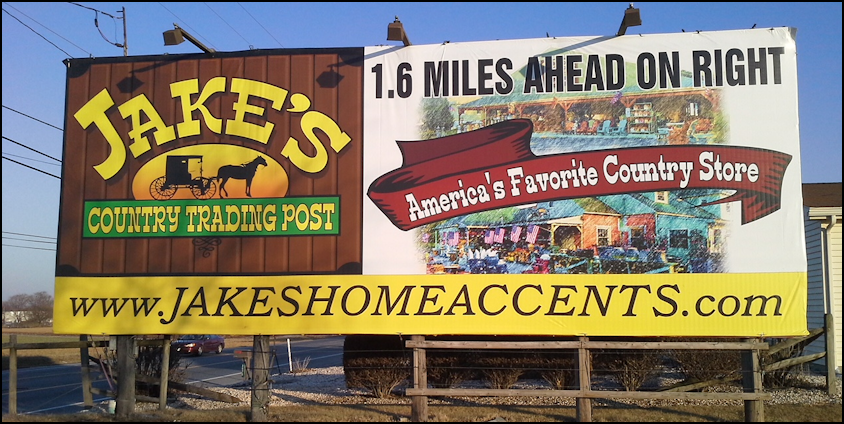 JAKE'S
COUNTRY TRADING POST
1.6 MILES AHEAD ON RIGHT
America's Favorite Country Store
www.JAKESHOMEACCENTS.com